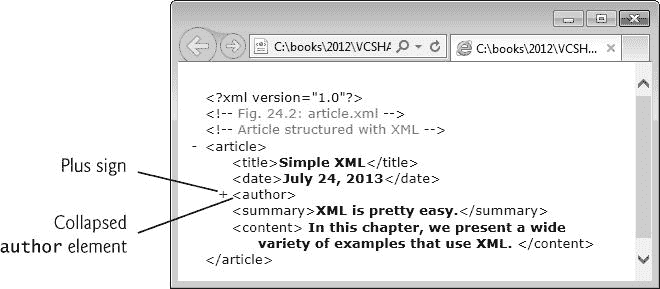 C:\books\2012\VCSHA
C:\books\2012\VCSH...
<?xml version="1.0"?>
<!-- Fig. 24.2: article.xml -->
<!-- Article structured with XML -->
- <article>
<title>Simple XML</title>
<date>July 24, 2013</date>
Plus sign
+ <author>
Collapsed
author element
<summary>XML is pretty easy.</summary>
<content> In this chapter, we present a wide
variety of examples that use XML. </content>
</article>